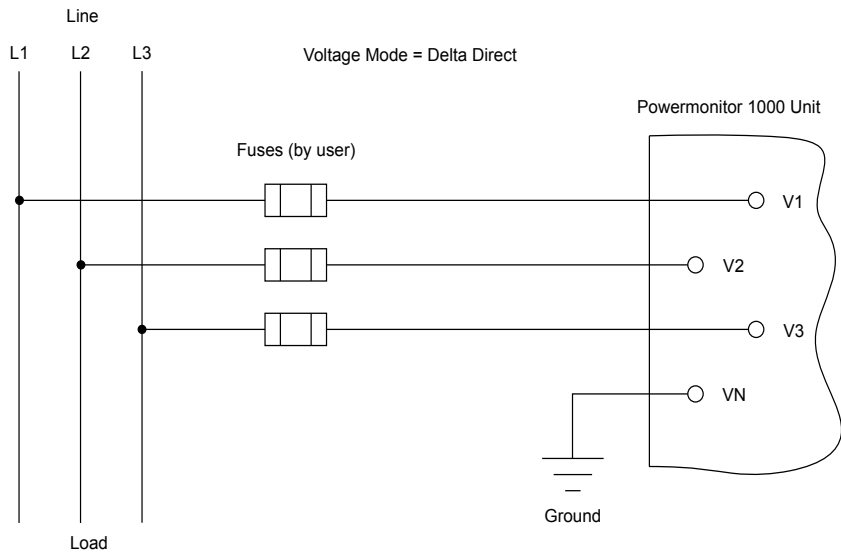 Line
L1 L2 L3 Voltage Mode = Delta Direct
Powermonitor 1000 Unit
Fuses (by user)
V1
V2
V3
VN
Ground
Load